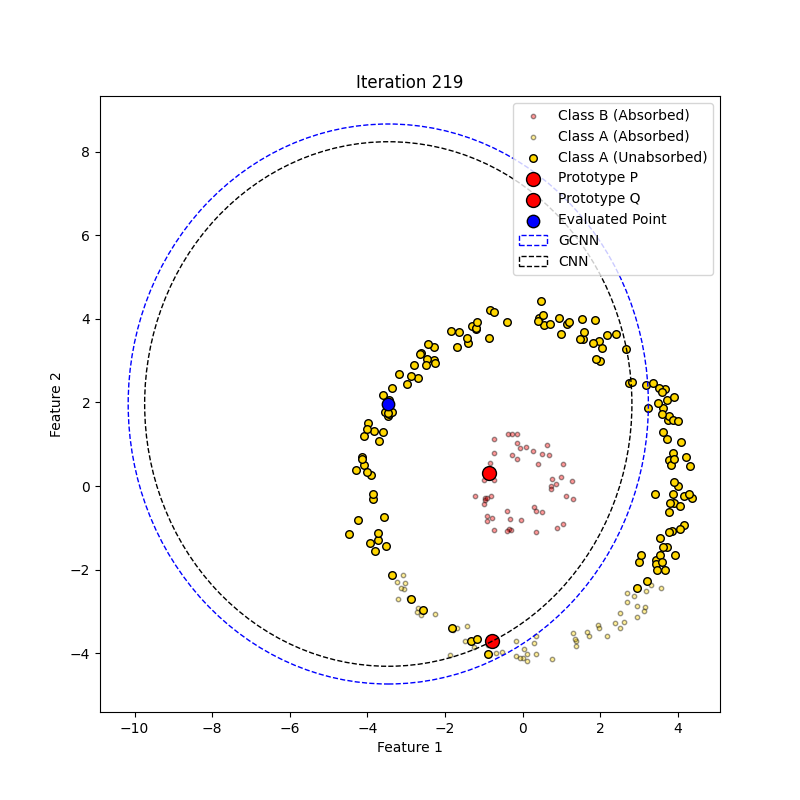 Iteration 219
Class B (Absorbed)
Class A (Absorbed)
Class A (Unabsorbed)
Prototype P
Prototype Q
Evaluated Point
GCNN
CNN
8
6
4
2
0
−2
−4
Feature 2
−10
−8
−6
−4
−2
0
2
4
Feature 1